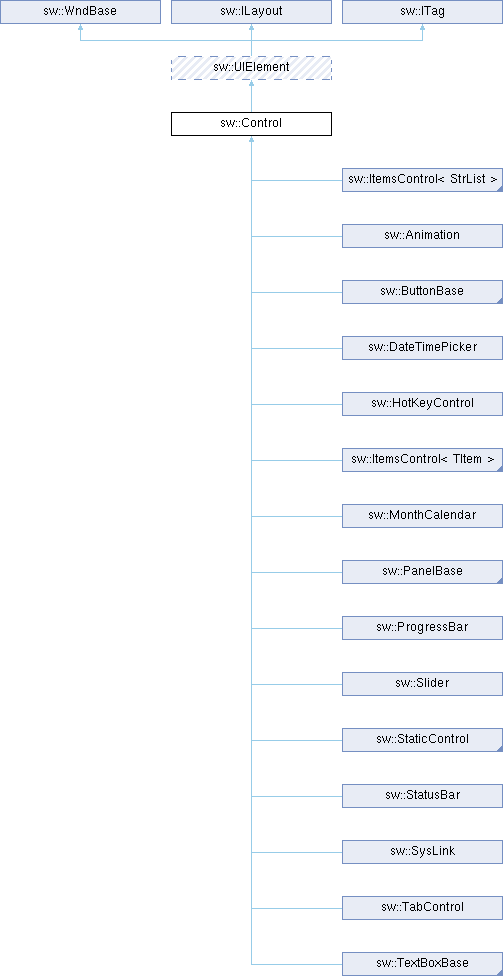 sw::WndBase
sw::ILayout
sw::ITag
sw::UIElement
sw::Control
sw::ItemsControl< StrList >
sw::Animation
sw::ButtonBase
sw::DateTimePicker
sw::HotKeyControl
sw::ItemsControl< TItem >
sw::MonthCalendar
sw::PanelBase
sw::ProgressBar
sw::Slider
sw::StaticControl
sw::StatusBar
sw::SysLink
sw::TabControl
sw::TextBoxBase